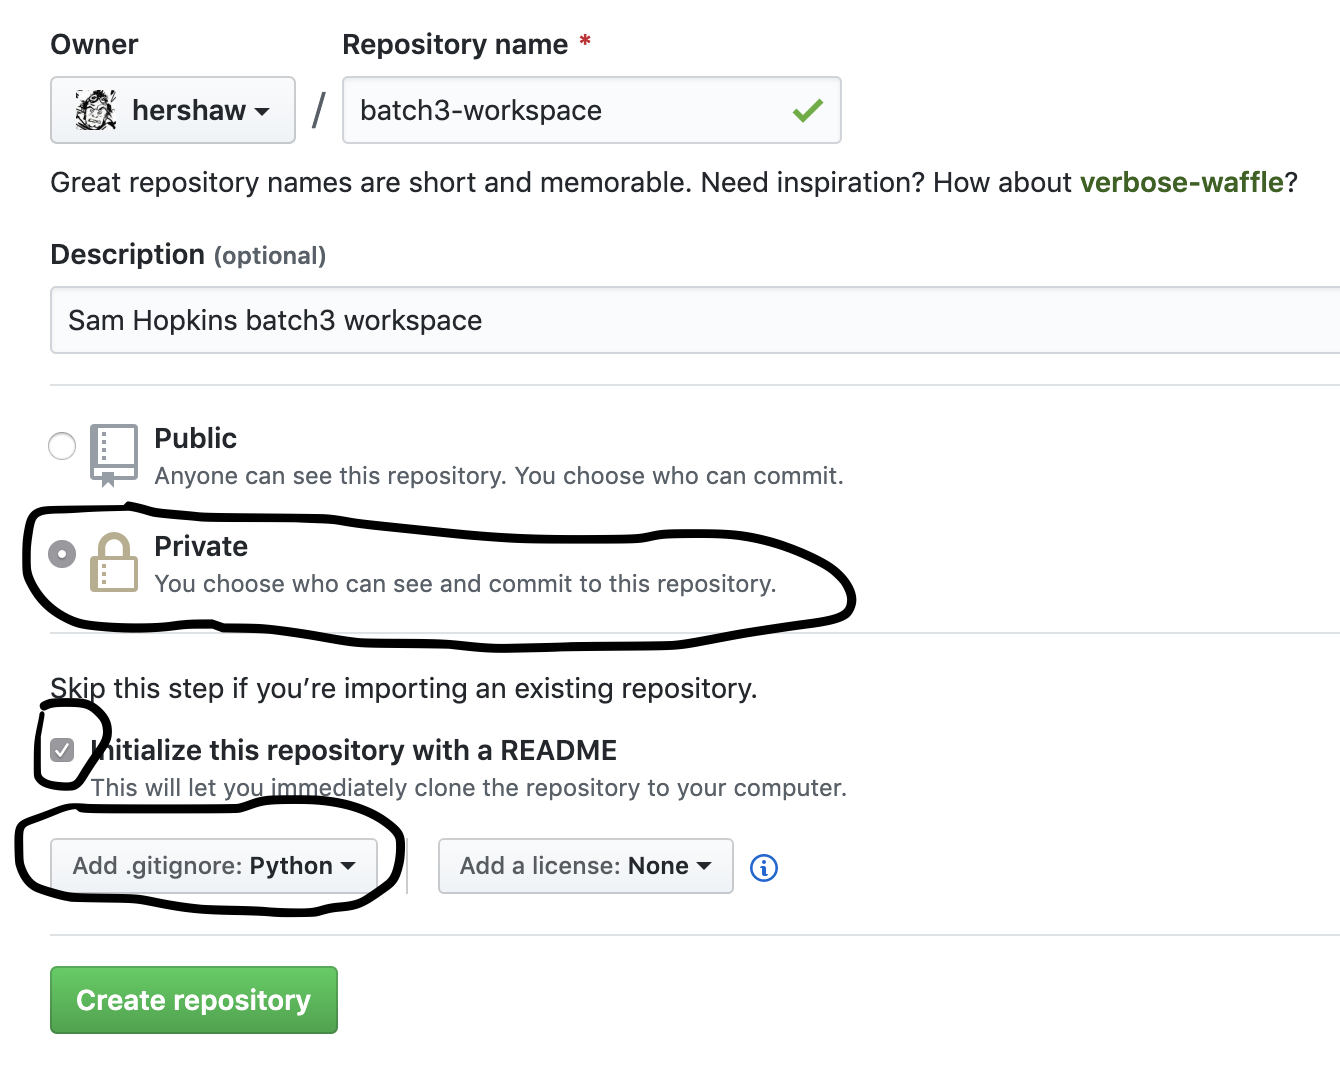 Owner Repository name *
hershaw / batch3-workspace
Great repository names are short and memorable. Need inspiration? How about verbose-waffle?
Description (optional)
Sam Hopkins batch3 workspace
Public
Anyone can see this repository. You choose who can commit.
Private
You choose who can see and commit to this repository.
Skip this step if you’re importing an existing repository.
Initialize this repository with a README
This will let you immediately clone the repository to your computer.
Add .gitignore: Python Add a license: None
Create repository